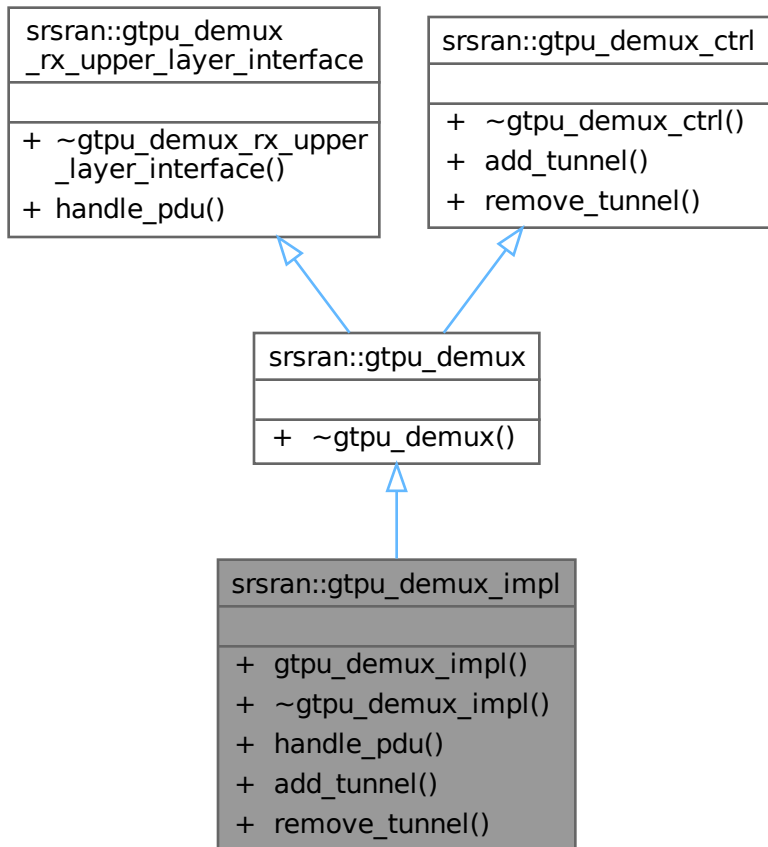 srsran::gtpu_demux
_rx_upper_layer_interface
+ ~gtpu_demux_rx_upper
_layer_interface()
+ handle_pdu()
srsran::gtpu_demux_ctrl
+ ~gtpu_demux_ctrl()
+ add_tunnel()
+ remove_tunnel()
srsran::gtpu_demux
+ ~gtpu_demux()
srsran::gtpu_demux_impl
+ gtpu_demux_impl()
+ ~gtpu_demux_impl()
+ handle_pdu()
+ add_tunnel()
+ remove_tunnel()